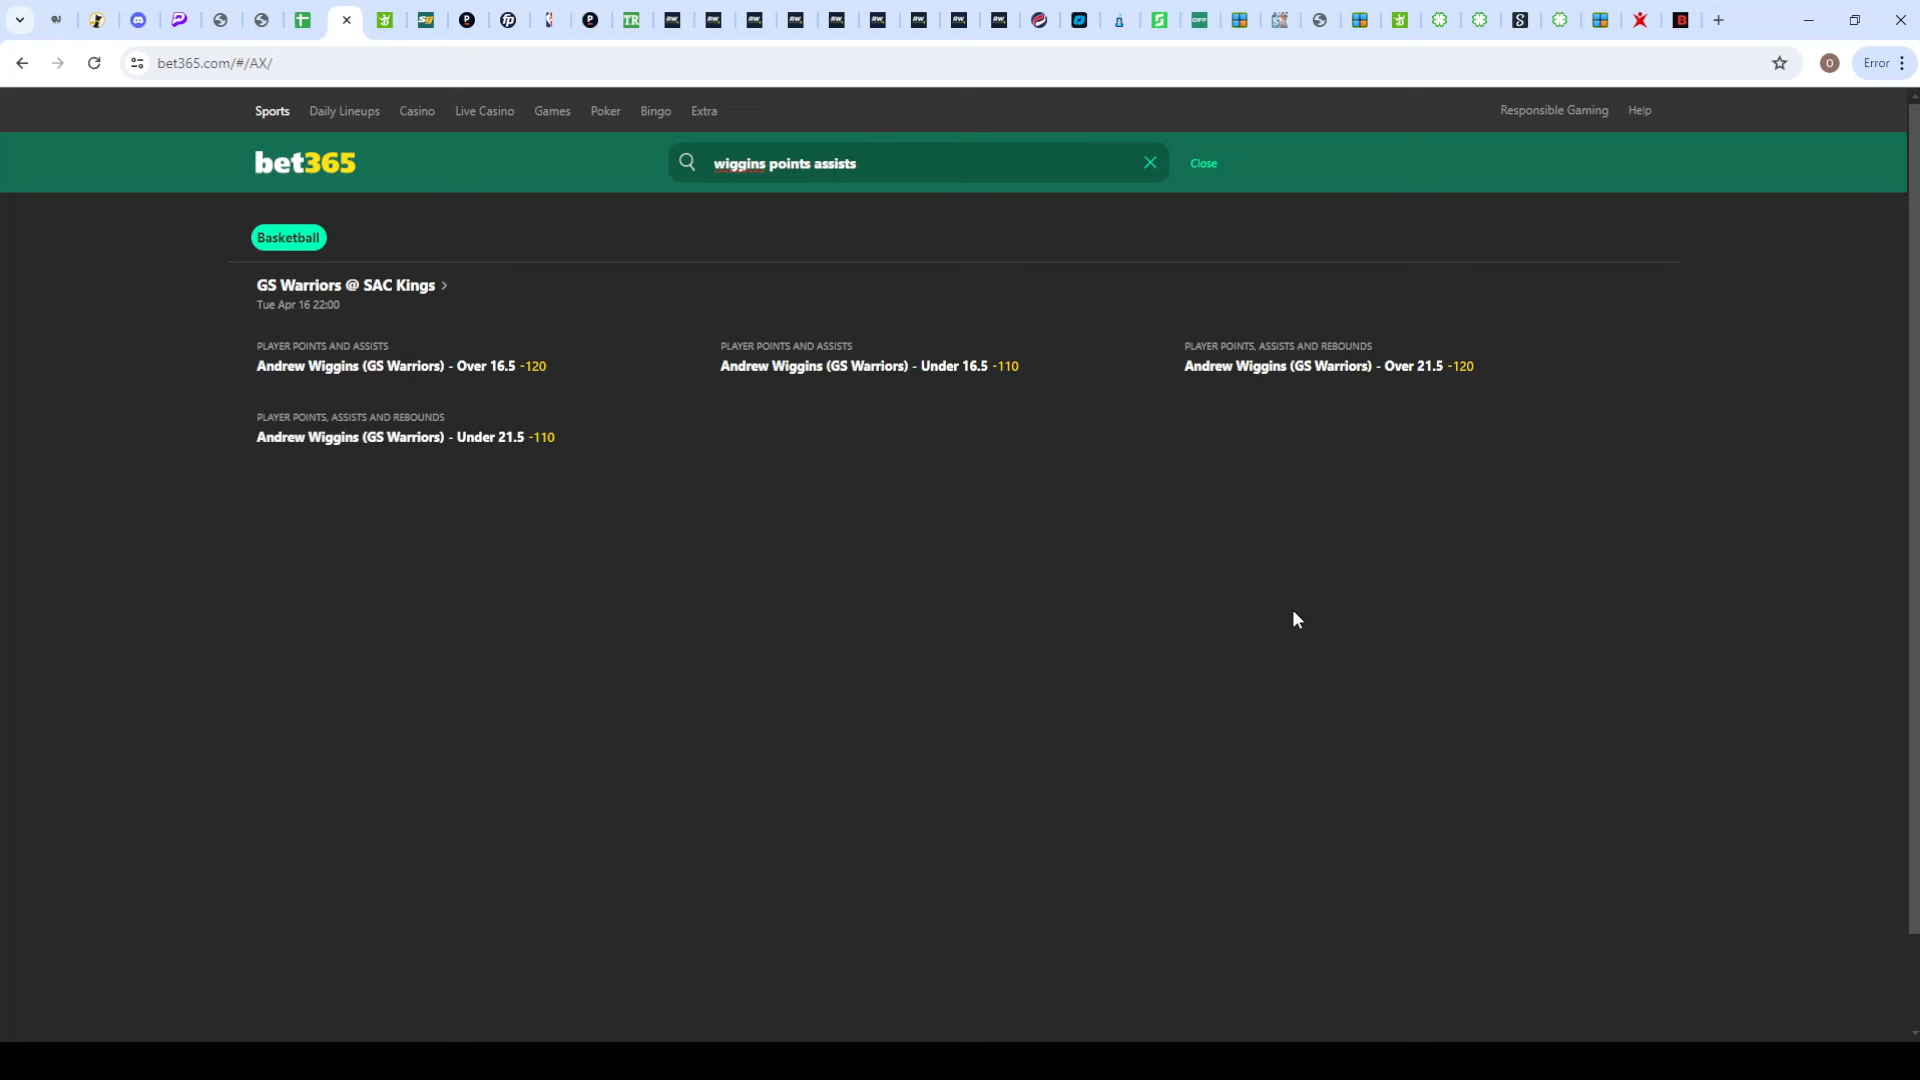 bet365.com/#/AX/
Error
Sports Daily Lineups Casino Live Casino Games Poker Bingo Extra Responsible Gaming Help
bet365 wiggins points assists Close
Basketball
GS Warriors @ SAC Kings >
Tue Apr 16 22:00
PLAYER POINTS AND ASSISTS
Andrew Wiggins (GS Warriors) - Over 16.5 -120
PLAYER POINTS AND ASSISTS
Andrew Wiggins (GS Warriors) - Under 16.5 -110
PLAYER POINTS, ASSISTS AND REBOUNDS
Andrew Wiggins (GS Warriors) - Over 21.5 -120
PLAYER POINTS, ASSISTS AND REBOUNDS
Andrew Wiggins (GS Warriors) - Under 21.5 -110